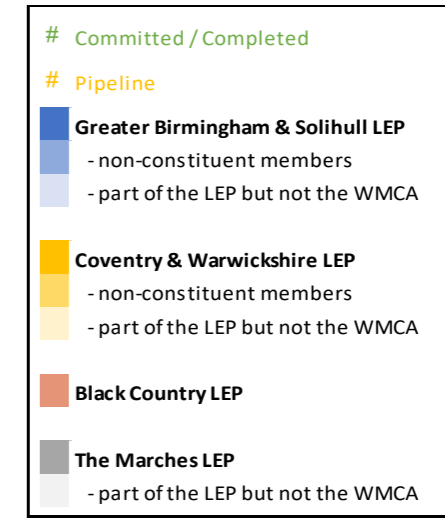 # Committed / Completed
# Pipeline
Greater Birmingham & Solihull LEP
- non-constituent members
- part of the LEP but not the WMCA
Coventry & Warwickshire LEP
- non-constituent members
- part of the LEP but not the WMCA
Black Country LEP
The Marches LEP
- part of the LEP but not the WMCA